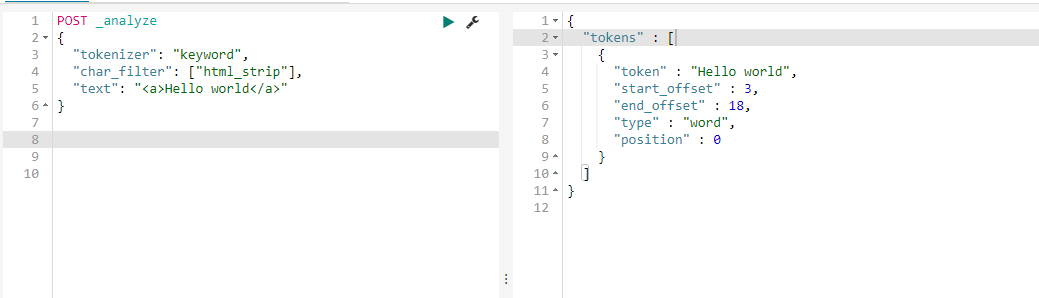 1 POST _analyze
2 {
3 "tokenizer": "keyword",
4 "char_filter": ["html_strip"],
5 "text": "<a>Hello world</a>"
6 }
7
8
9
10
1 {
2 "tokens" : [
3 {
4 "token" : "Hello world",
5 "start_offset" : 3,
6 "end_offset" : 18,
7 "type" : "word",
8 "position" : 0
9 }
10 ]
11 }
12